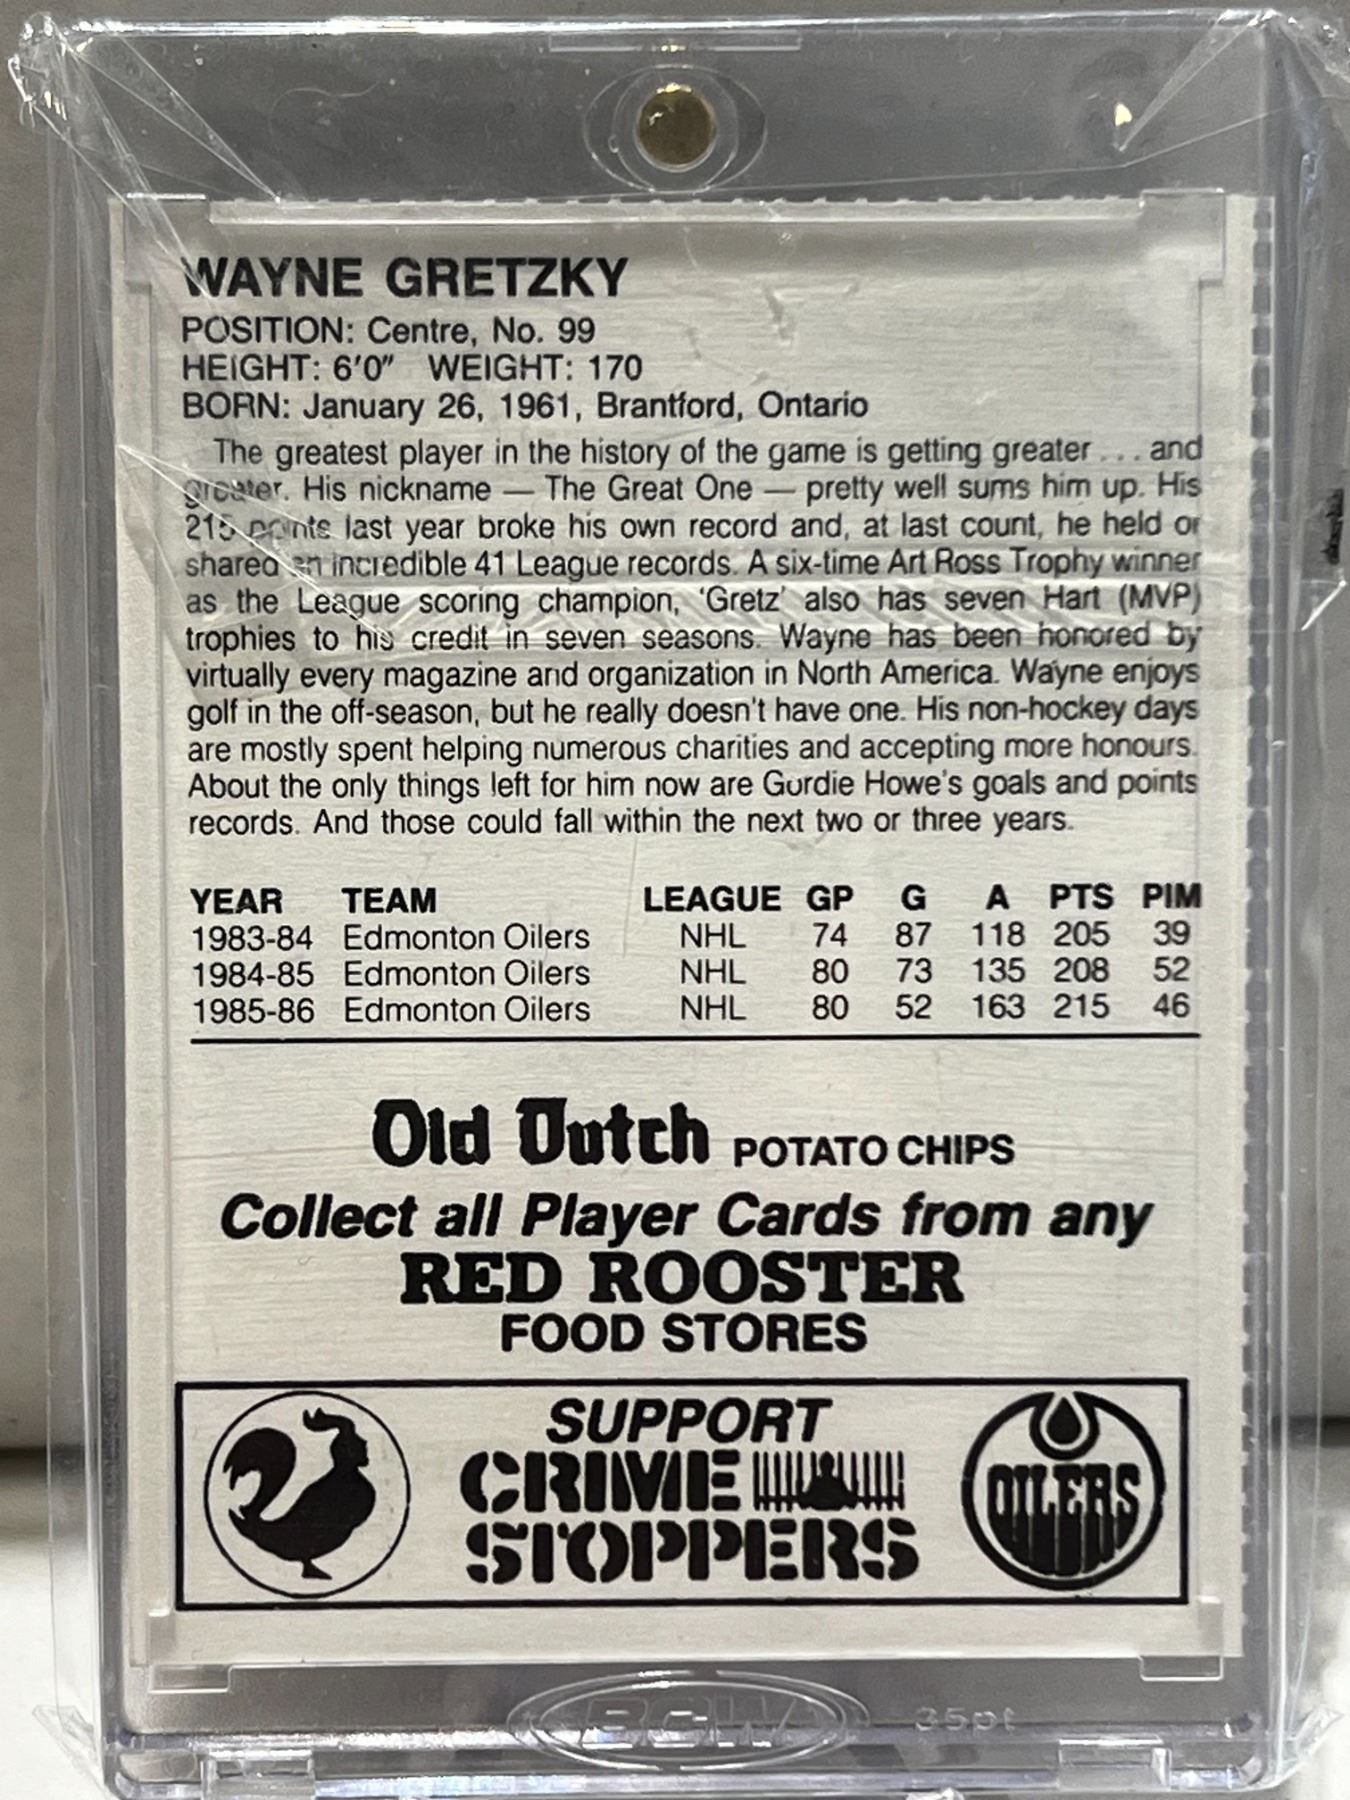 WAYNE GRETZKY
POSITION: Centre, No. 99
HEIGHT: 6'0" WEIGHT: 170
BORN: January 26, 1961, Brantford, Ontario
The greatest player in the history of the game is getting greater . . . and
greater. His nickname — The Great One — pretty well sums him up. His
215 points last year broke his own record and, at last count, he held or
shared an incredible 41 League records. A six-time Art Ross Trophy winner
as the League scoring champion, 'Gretz' also has seven Hart (MVP)
trophies to his credit in seven seasons. Wayne has been honored by
virtually every magazine and organization in North America. Wayne enjoys
golf in the off-season, but he really doesn't have one. His non-hockey days
are mostly spent helping numerous charities and accepting more honours.
About the only things left for him now are Gordie Howe's goals and points
records. And those could fall within the next two or three years.
YEAR TEAM LEAGUE GP G A PTS PIM
1983-84 Edmonton Oilers NHL 74 87 118 205 39
1984-85 Edmonton Oilers NHL 80 73 135 208 52
1985-86 Edmonton Oilers NHL 80 52 163 215 46
Old Dutch POTATO CHIPS
Collect all Player Cards from any
RED ROOSTER
FOOD STORES
SUPPORT
CRIME
STOPPERS
OILERS
BCW
35pt